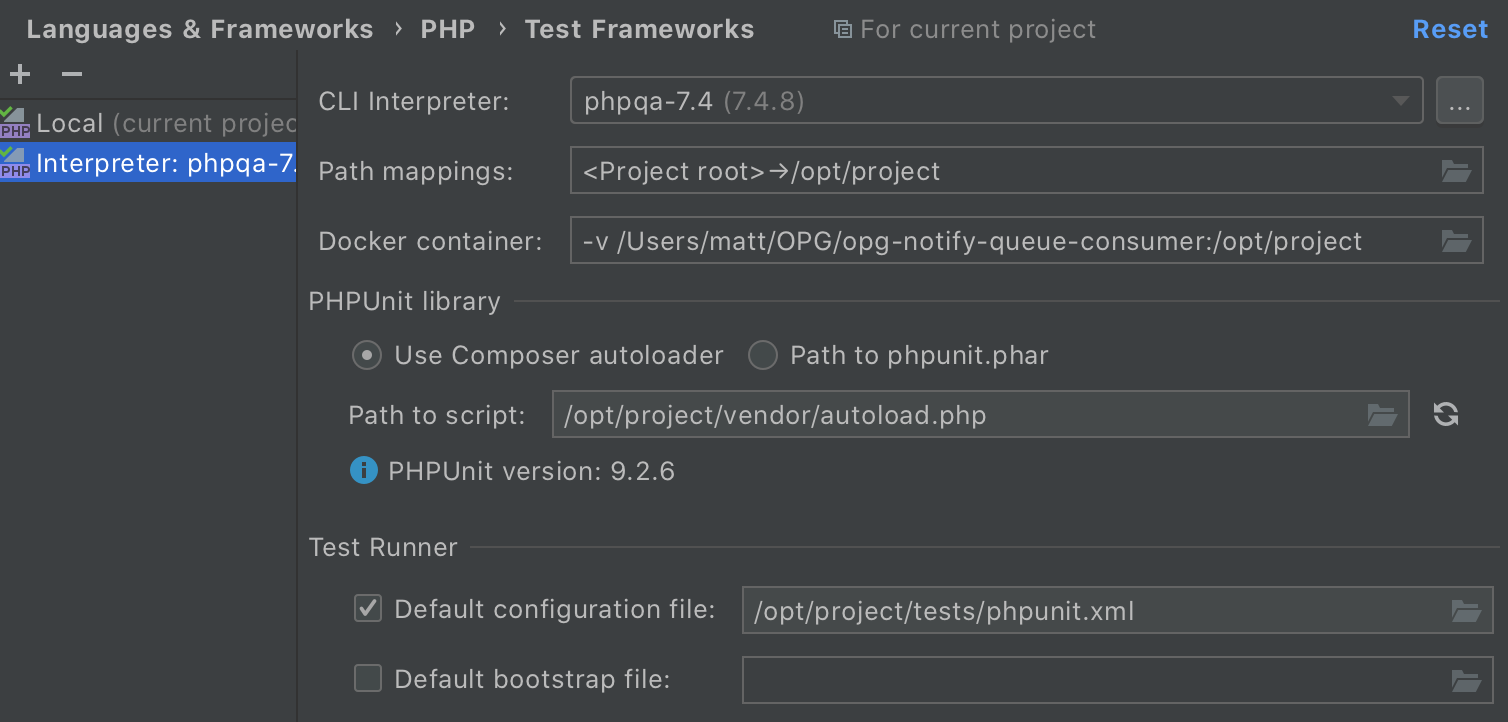 Languages & Frameworks › PHP › Test Frameworks For current project Reset
+ −
PHP Local (current projec
PHP Interpreter: phpqa-7.
CLI Interpreter: phpqa-7.4 (7.4.8) ...
Path mappings: <Project root>→/opt/project
Docker container: -v /Users/matt/OPG/opg-notify-queue-consumer:/opt/project
PHPUnit library
Use Composer autoloader Path to phpunit.phar
Path to script: /opt/project/vendor/autoload.php
i PHPUnit version: 9.2.6
Test Runner
Default configuration file: /opt/project/tests/phpunit.xml
Default bootstrap file: